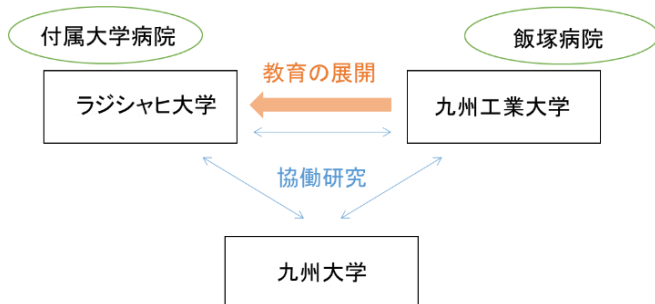 付属大学病院
飯塚病院
教育の展開
ラジシャヒ大学
九州工業大学
協働研究
九州大学